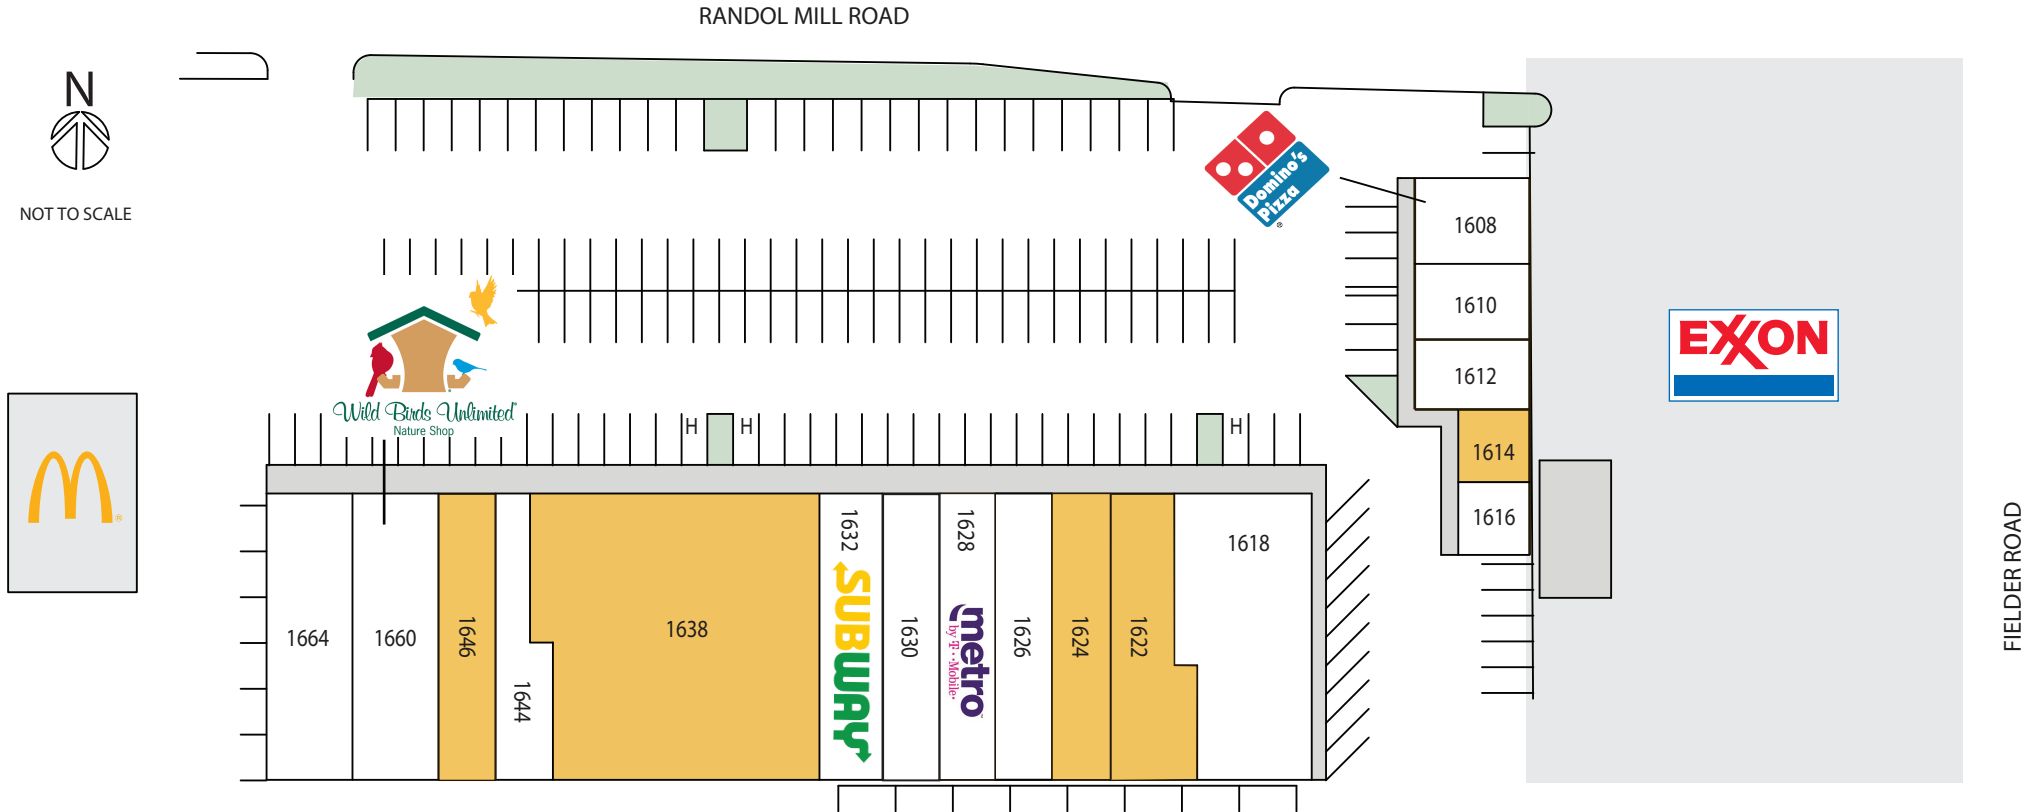 RANDOL MILL ROAD
N
NOT TO SCALE
Domino's
Pizza
®
1608
1610
1612
1614
1616
EXXON
FIELDER ROAD
Wild Birds Unlimited®
Nature Shop
H
H
H
®
1664
1660
1646
1644
1638
1632
SUBWAY
1630
1628
metro
by T-Mobile
1626
1624
1622
1618